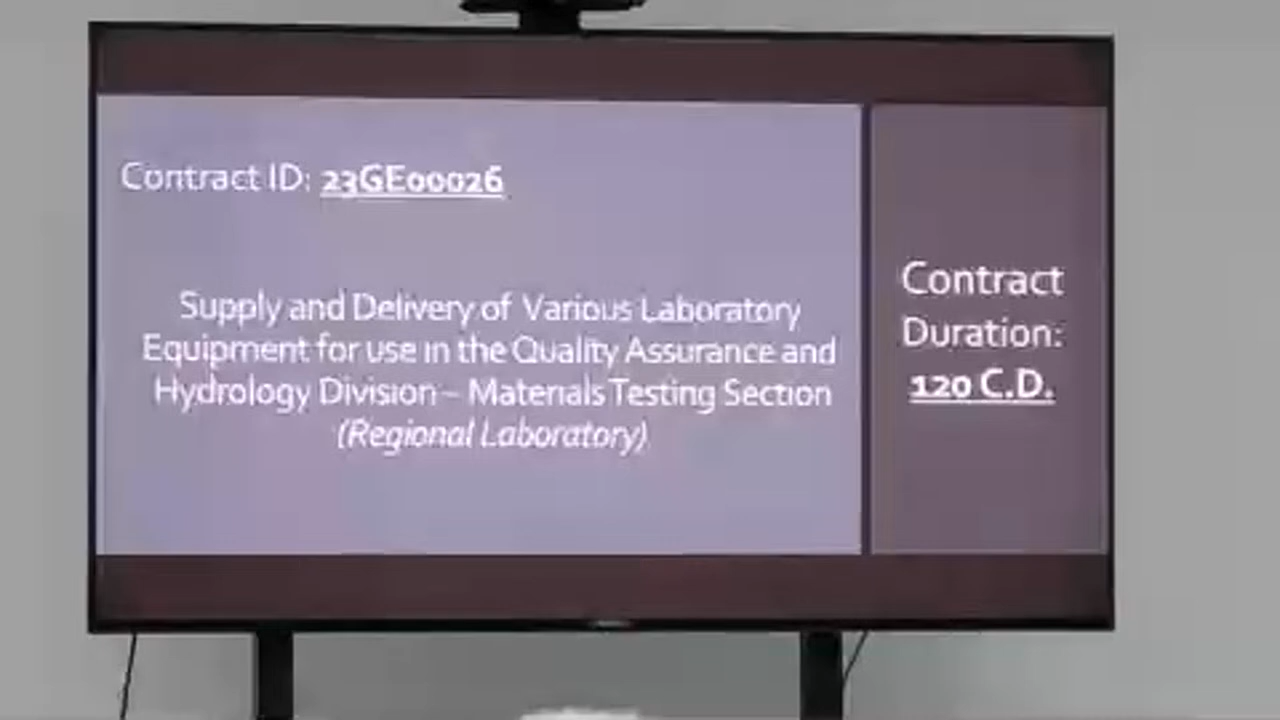 Contract ID: 23GE00026
Supply and Delivery of Various Laboratory
Equipment for use in the Quality Assurance and
Hydrology Division – Materials Testing Section
(Regional Laboratory)
Contract
Duration:
120 C.D.